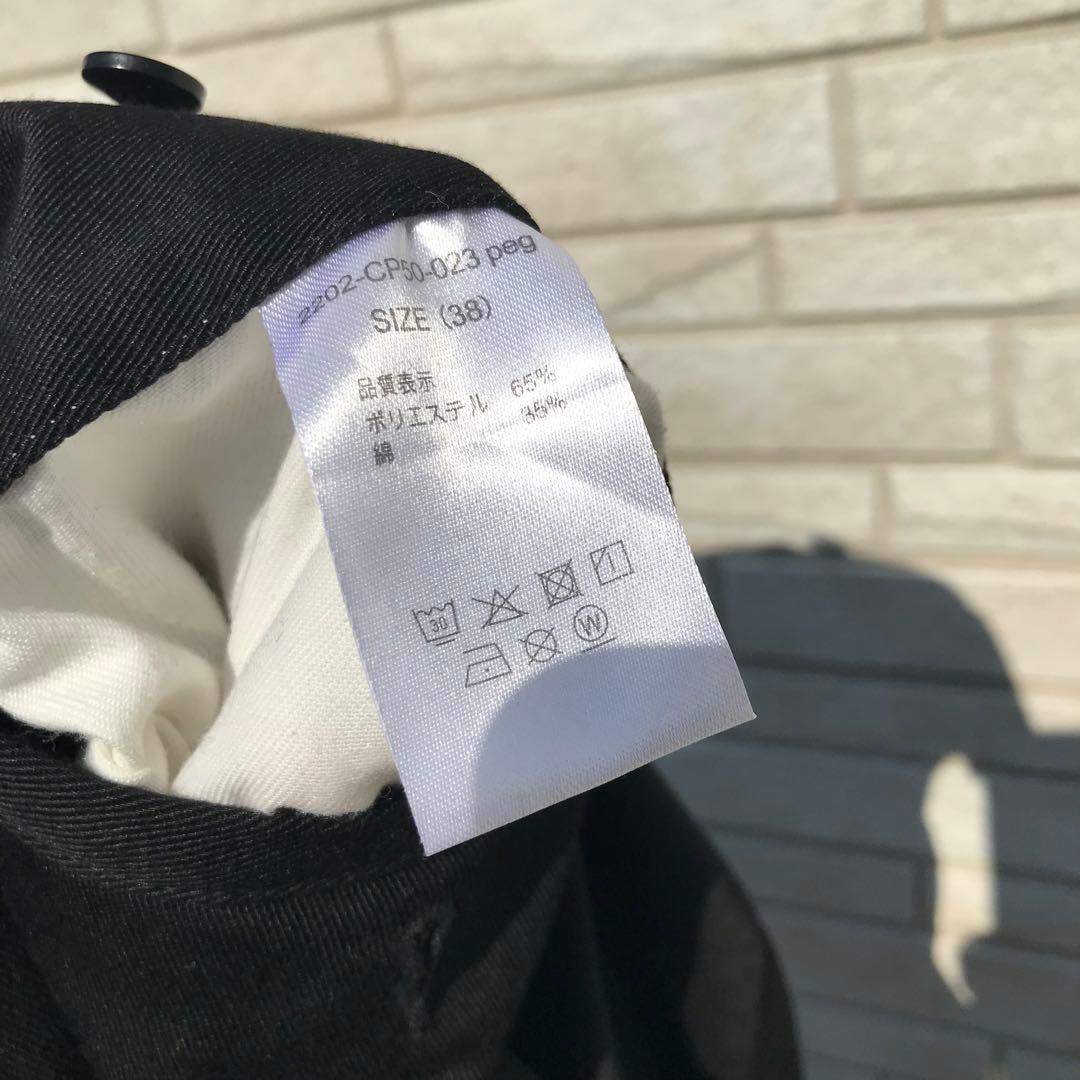 2202-CP50-023 peg
SIZE (38)
品質表示
ポリエステル 65%
綿 35%
30
W